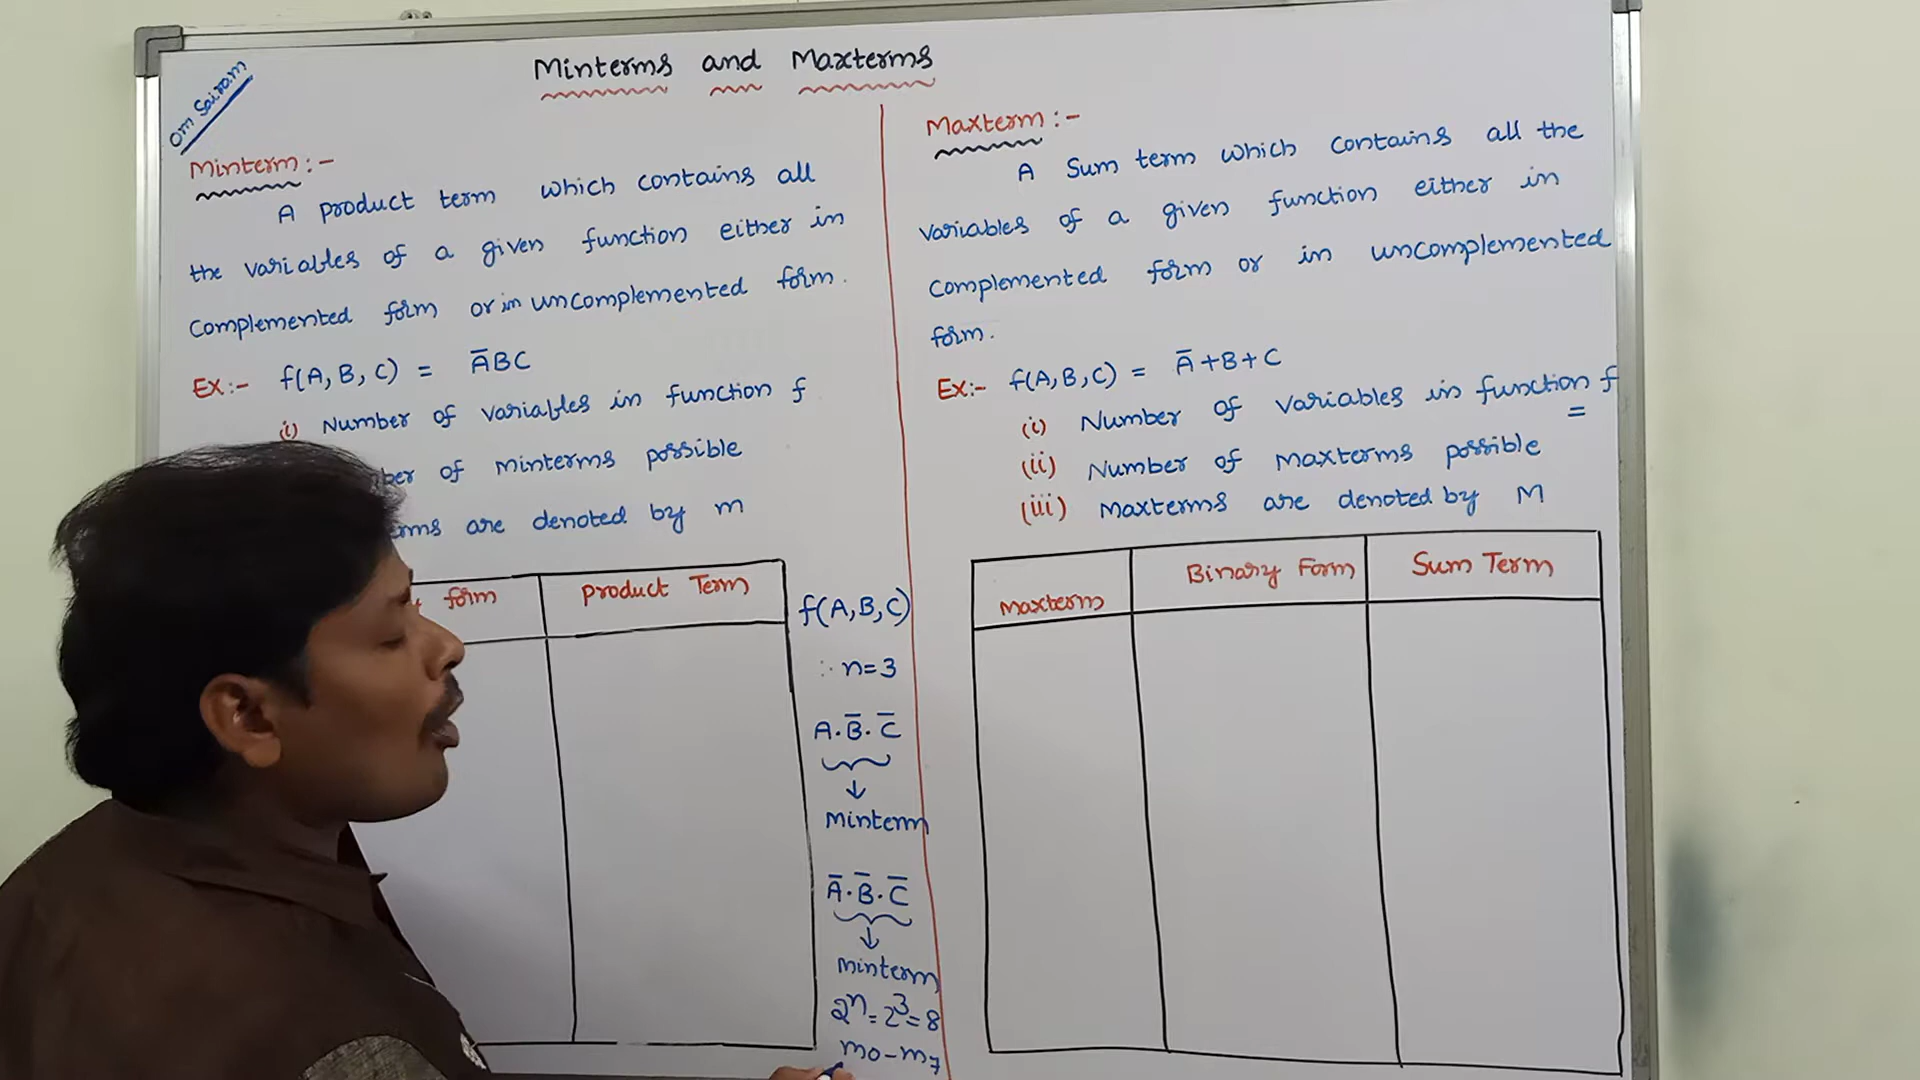 Minterms and Maxterms
Om Sairam
Minterm :-
A product term which contains all
the variables of a given function either in
complemented form or in uncomplemented form.
Ex:- f(A, B, C) = A̅BC
(i) Number of variables in function f
of minterms possible
are denoted by m
form
Product Term
f(A, B, C)
∴ n=3
A.B̅.C̅
↓
Minterm
A̅.B̅.C̅
↓
Minterm
2ⁿ=2³=8
m0-m7
Maxterm :-
A Sum term which contains all the
variables of a given function either in
complemented form or in uncomplemented
form.
Ex:- f(A,B,C) = A̅+B+C
(i) Number of variables in function f
=
(ii) Number of maxterms possible
(iii) Maxterms are denoted by M
Maxterm
Binary Form
Sum Term